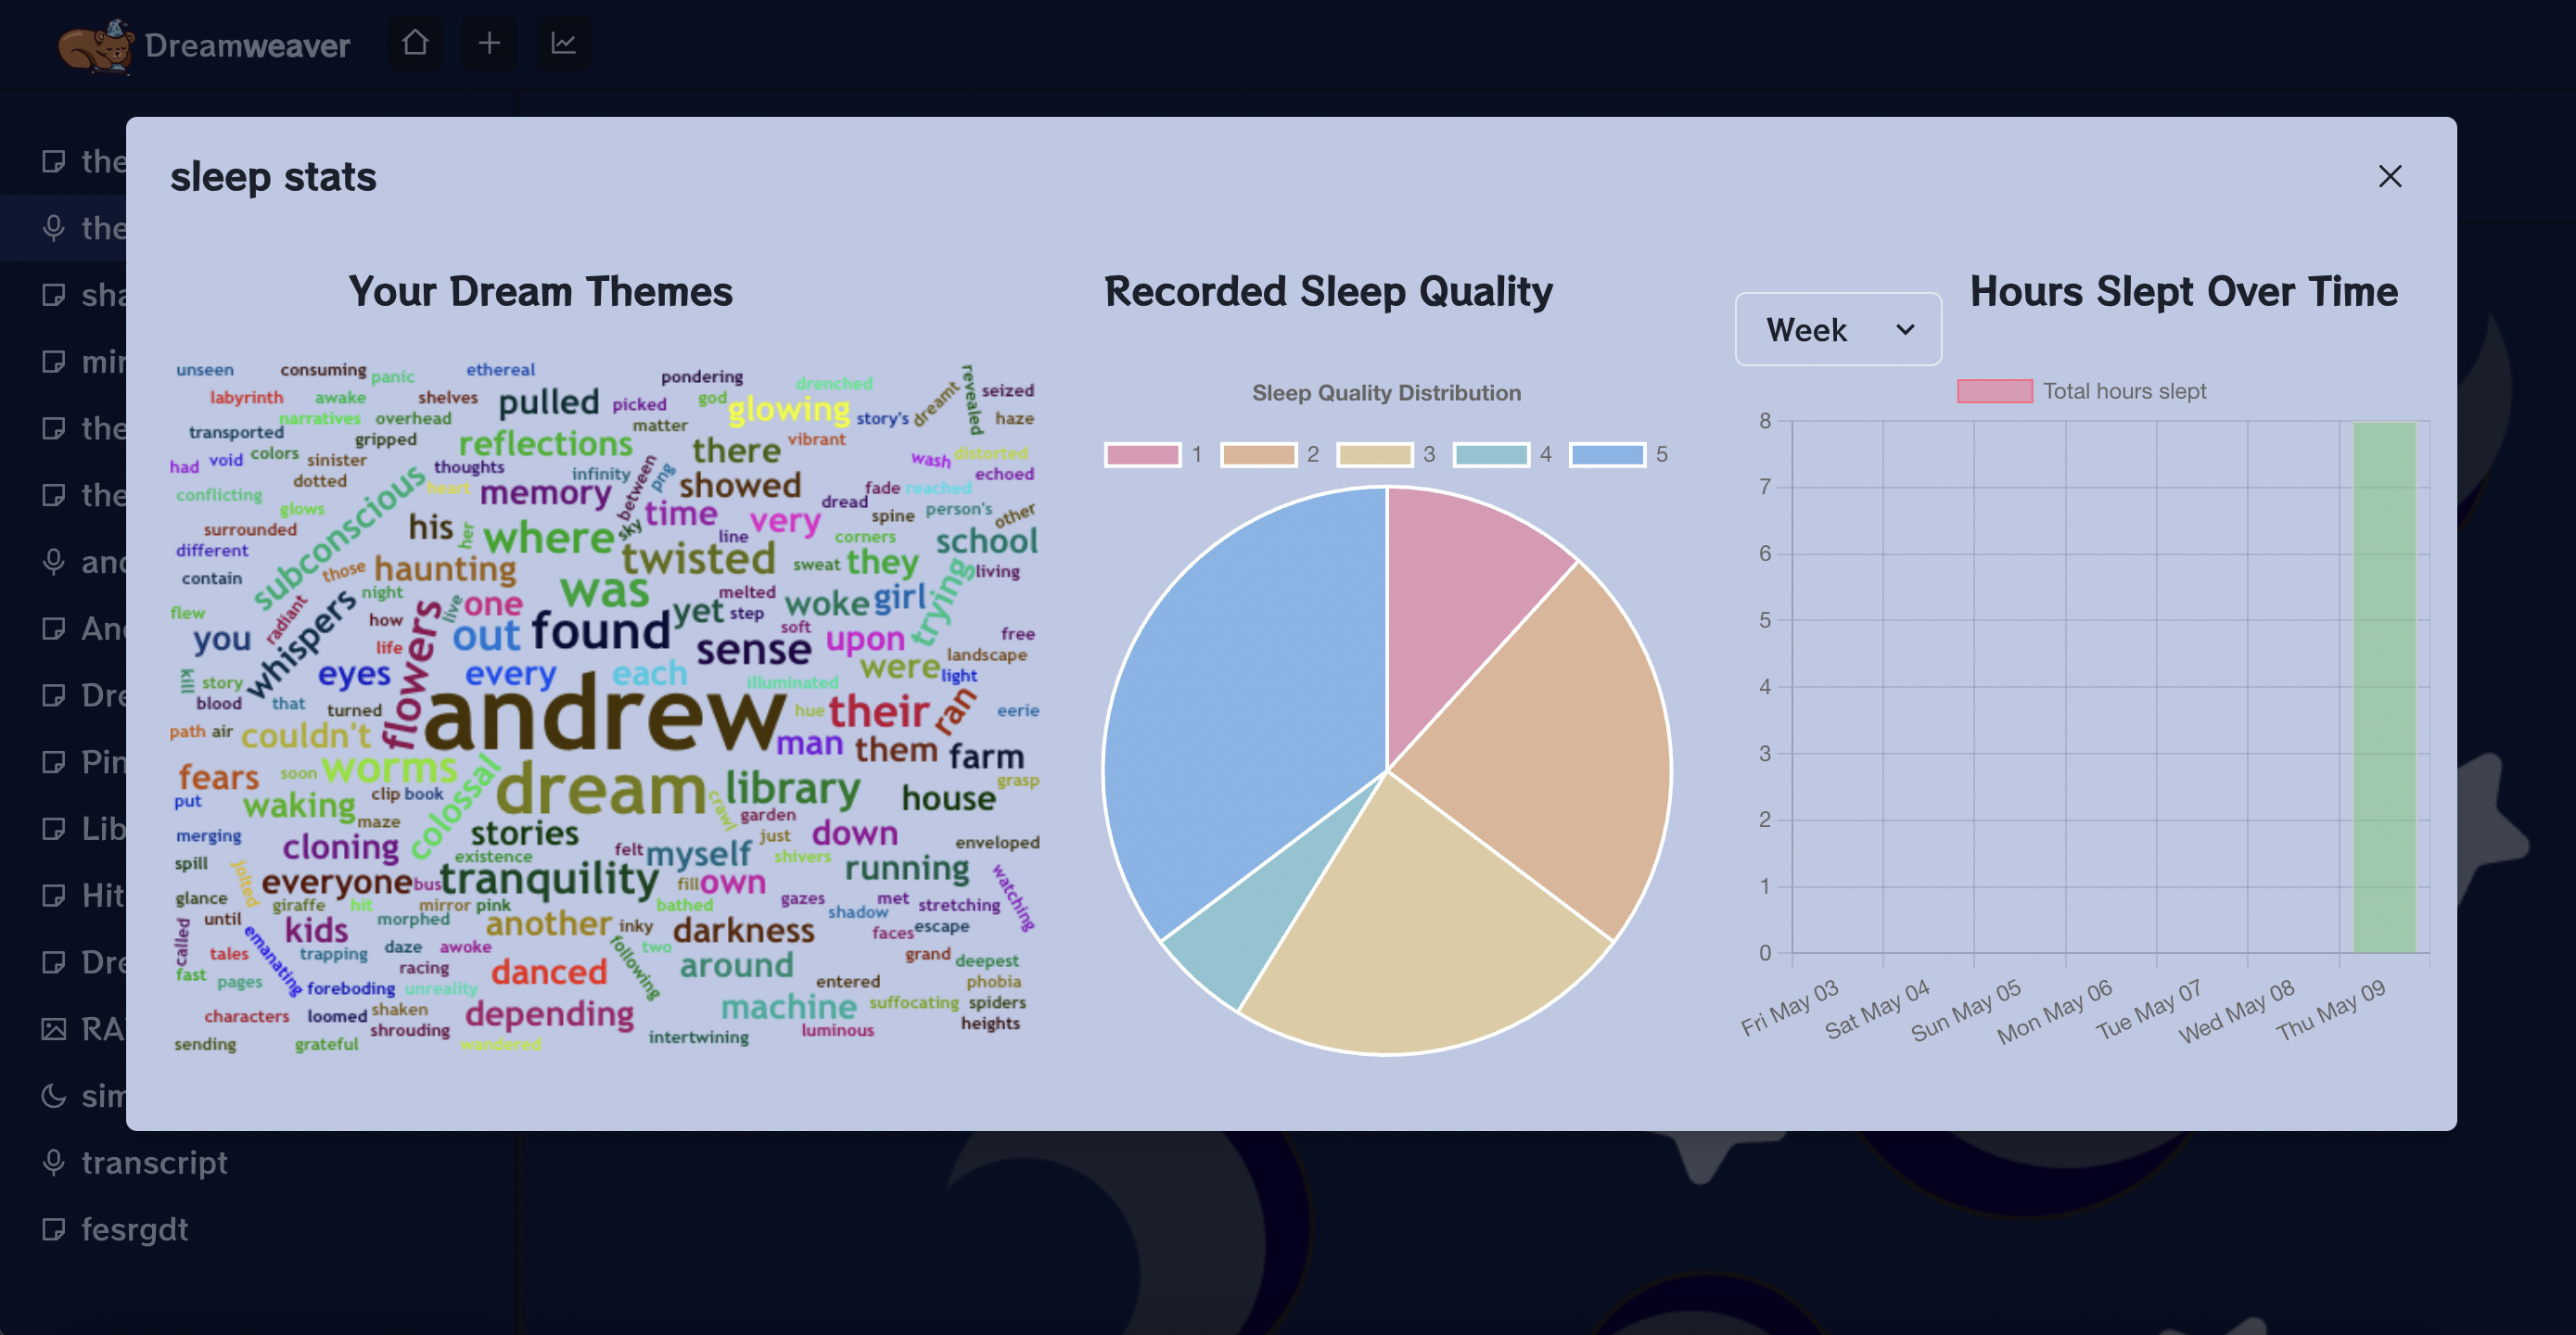 Dreamweaver
the
the
sha
mir
the
the
and
And
Dre
Pin
Lib
Hit
Dre
RA
sim
transcript
fesrgdt
sleep stats
Your Dream Themes
unseen consuming panic ethereal pondering drenched revealed seized
labyrinth awake shelves pulled picked god glowing story's dreamt haze
narratives overhead matter
transported gripped reflections there vibrant
had void colors sinister thoughts infinity between png wash distorted
dotted heart memory showed echoed
conflicting subconscious fade reached
glows his her where sky time very dread spine person's other
surrounded line corners school
different those haunting twisted sweat they living
contain night was melted woke girl trying
flew radiant whispers how live one yet step
you life flowers out found soft upon free
sense landscape
kill story eyes every each illuminated were light
blood that turned andrew hue their ran eerie
path air couldn't man them farm
fears soon worms colossal dream crawl library grasp
put waking clip book house
maze garden
merging cloning stories just down enveloped
existence felt myself shivers
spill jolted everyone bus tranquility fill own running watching
glance giraffe hit mirror pink bathed gazes met stretching
called until kids morphed another inky darkness shadow faces escape
tales emanating trapping daze awoke following two grand deepest
fast pages racing danced around entered phobia
foreboding unreality
characters loomed shaken depending machine suffocating spiders
shrouding luminous heights
sending grateful wandered intertwining
Recorded Sleep Quality
Sleep Quality Distribution
1 2 3 4 5
Week
Hours Slept Over Time
Total hours slept
8
7
6
5
4
3
2
1
0
Fri May 03 Sat May 04 Sun May 05 Mon May 06 Tue May 07 Wed May 08 Thu May 09